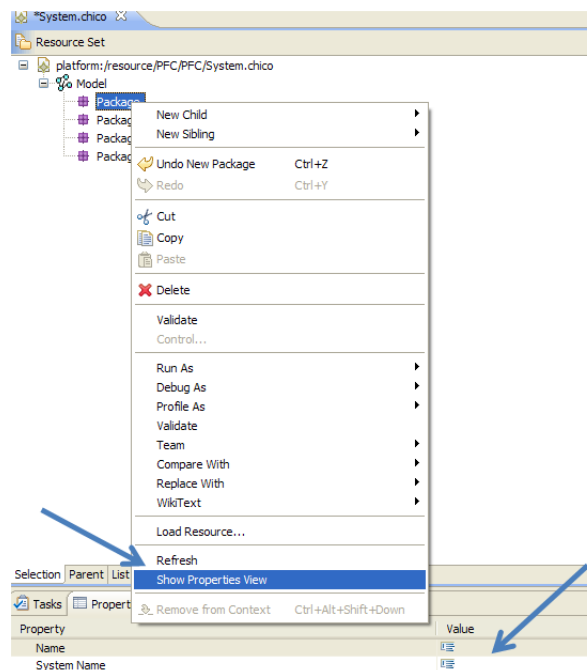 *System.chico
Resource Set
platform:/resource/PFC/PFC/System.chico
Model
Package
Packag
Packag
Packag
New Child
New Sibling
Undo New Package Ctrl+Z
Redo Ctrl+Y
Cut
Copy
Paste
Delete
Validate
Control...
Run As
Debug As
Profile As
Validate
Team
Compare With
Replace With
WikiText
Load Resource...
Refresh
Show Properties View
Remove from Context Ctrl+Alt+Shift+Down
Selection Parent List
Tasks Propert
Property Value
Name
System Name